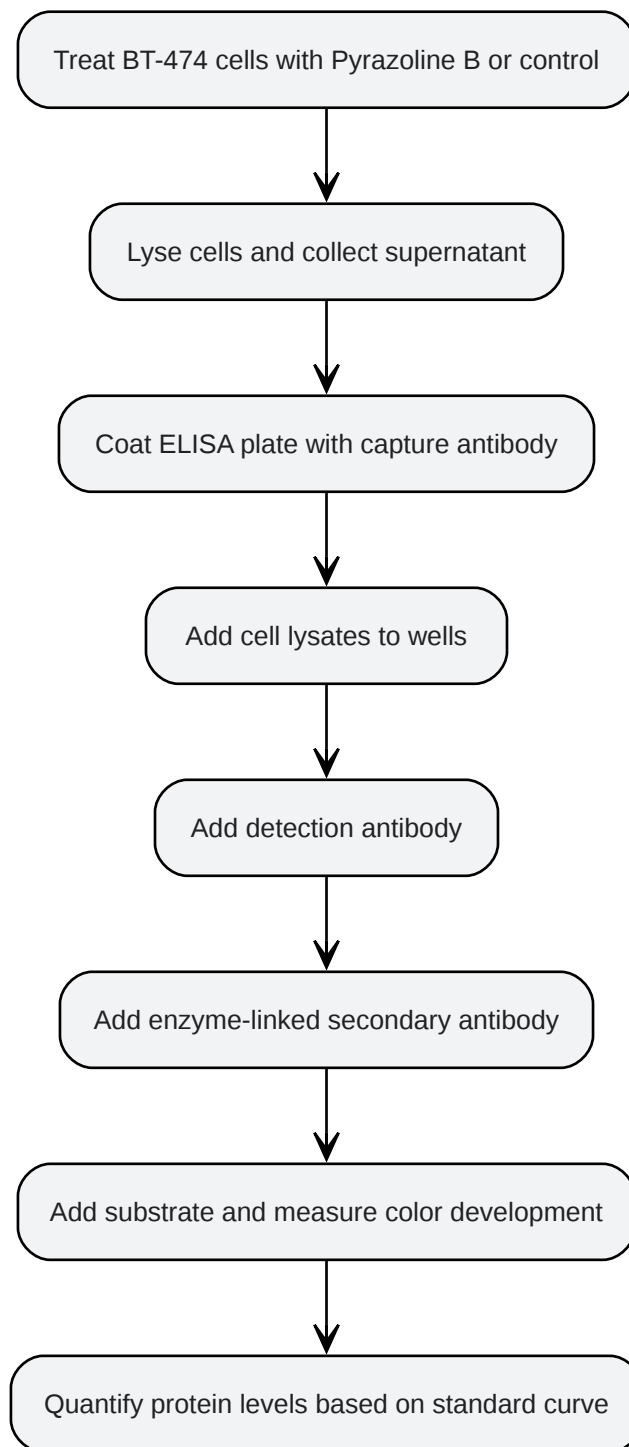 Treat BT-474 cells with Pyrazoline B or control
Lyse cells and collect supernatant
Coat ELISA plate with capture antibody
Add cell lysates to wells
Add detection antibody
Add enzyme-linked secondary antibody
Add substrate and measure color development
Quantify protein levels based on standard curve